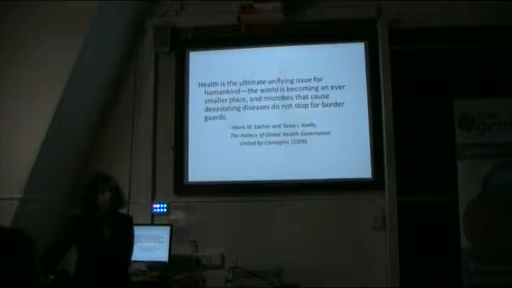 Health is the ultimate unifying issue for
humankind—the world is becoming an ever
smaller place, and microbes that cause
devastating diseases do not stop for border
guards.
-Mark W. Zacher and Tania J. Keefe,
The Politics of Global Health Governance:
United by Contagion (2008)